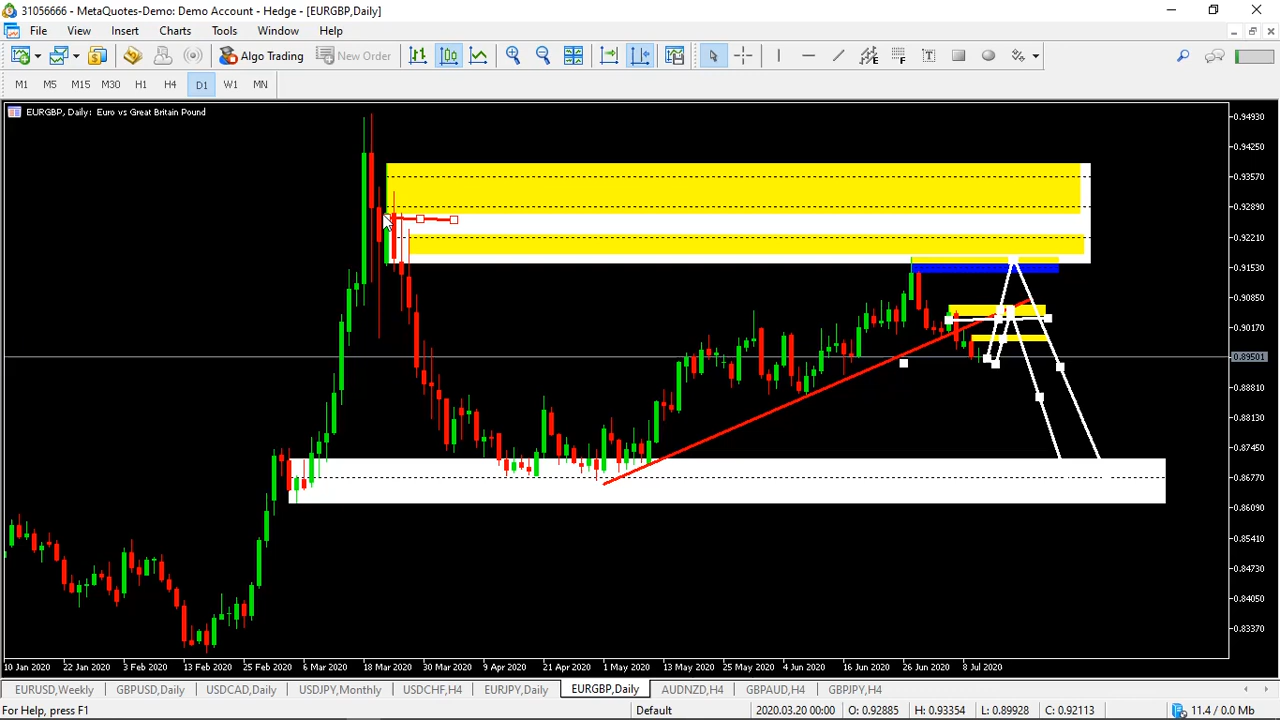 31056666 - MetaQuotes-Demo: Demo Account - Hedge - [EURGBP,Daily]
File View Insert Charts Tools Window Help
Algo Trading New Order
M1 M5 M15 M30 H1 H4 D1 W1 MN
EURGBP, Daily: Euro vs Great Britain Pound
0.94930
0.94250
0.93570
0.92890
0.92210
0.91530
0.90850
0.90170
0.89501
0.88810
0.88130
0.87450
0.86770
0.86090
0.85410
0.84730
0.84050
0.83370
10 Jan 2020 22 Jan 2020 3 Feb 2020 13 Feb 2020 25 Feb 2020 6 Mar 2020 18 Mar 2020 30 Mar 2020 9 Apr 2020 21 Apr 2020 1 May 2020 13 May 2020 25 May 2020 4 Jun 2020 16 Jun 2020 26 Jun 2020 8 Jul 2020
EURUSD,Weekly GBPUSD,Daily USDCAD,Daily USDJPY,Monthly USDCHF,H4 EURJPY,Daily EURGBP,Daily AUDNZD,H4 GBPAUD,H4 GBPJPY,H4
For Help, press F1 Default 2020.03.20 00:00 O: 0.92885 H: 0.93354 L: 0.89928 C: 0.92113 11.4 / 0.0 Mb